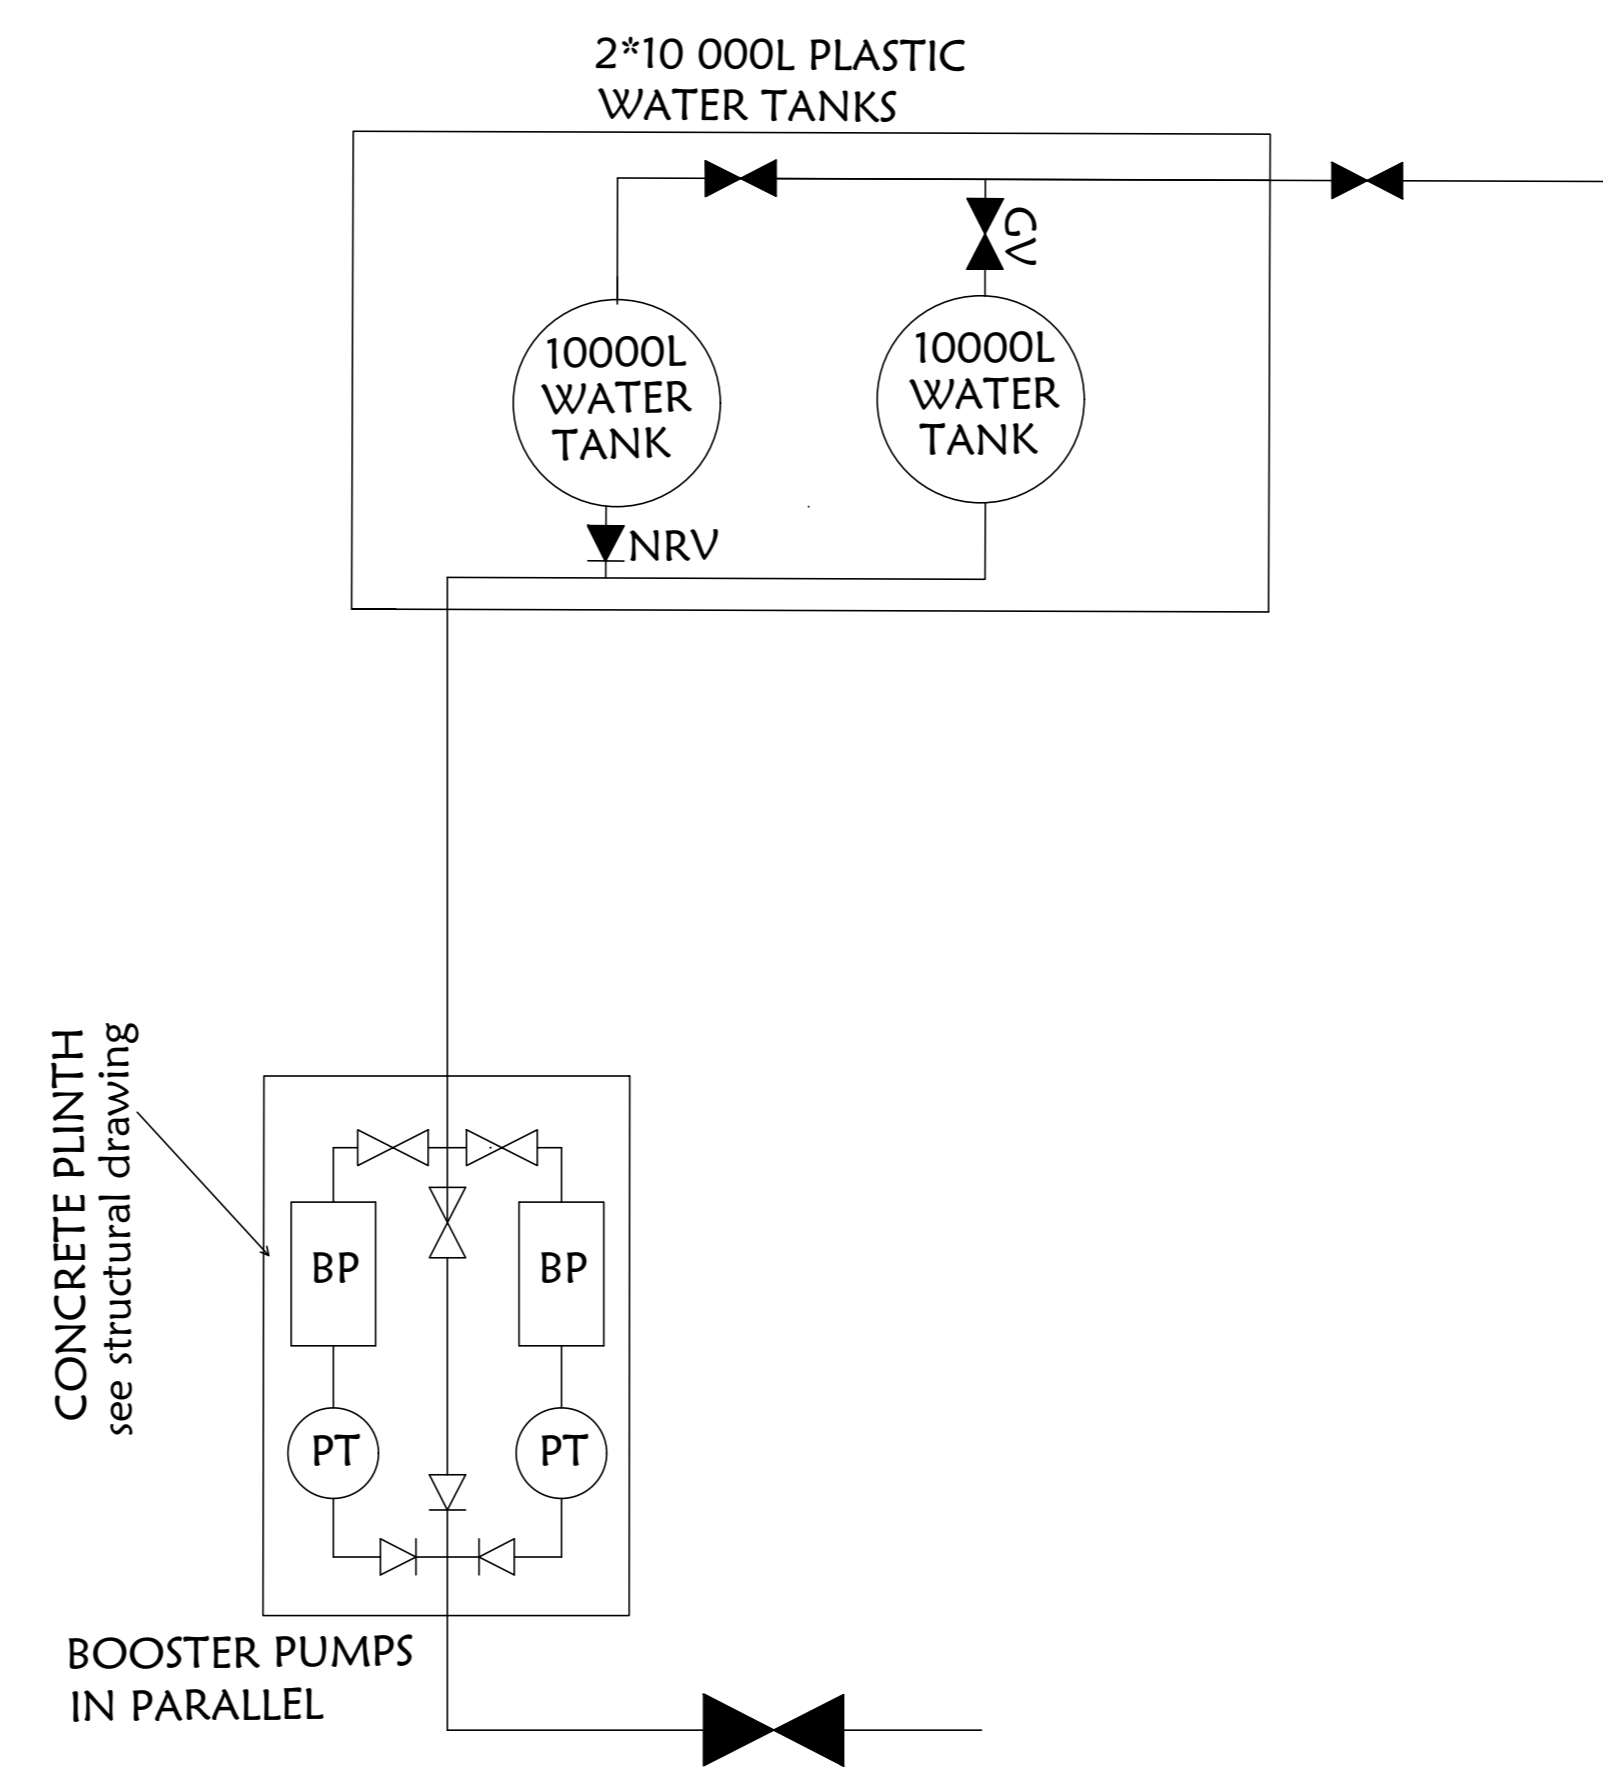 2*10 000L PLASTIC
WATER TANKS
GV
10000L
WATER
TANK
10000L
WATER
TANK
NRV
CONCRETE PLINTH
see structural drawing
BP
BP
PT
PT
BOOSTER PUMPS
IN PARALLEL